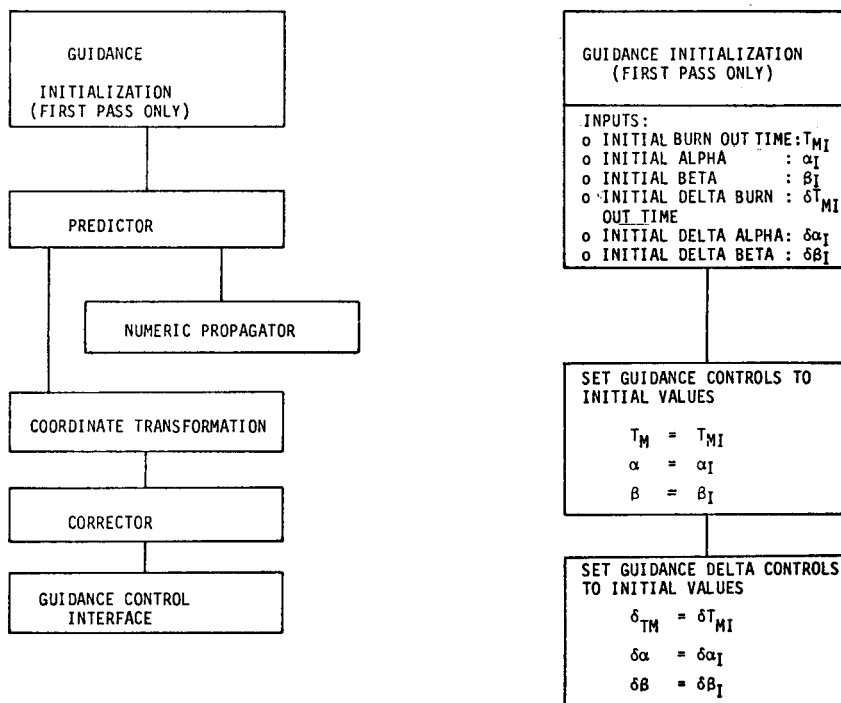 GUIDANCE
INITIALIZATION
(FIRST PASS ONLY)
PREDICTOR
NUMERIC PROPAGATOR
COORDINATE TRANSFORMATION
CORRECTOR
GUIDANCE CONTROL
INTERFACE
GUIDANCE INITIALIZATION
(FIRST PASS ONLY)
INPUTS:
o INITIAL BURN OUT TIME: T_MI
o INITIAL ALPHA : α_I
o INITIAL BETA : β_I
o INITIAL DELTA BURN : δT_MI
OUT TIME
o INITIAL DELTA ALPHA: δα_I
o INITIAL DELTA BETA : δβ_I
SET GUIDANCE CONTROLS TO
INITIAL VALUES
T_M = T_MI
α = α_I
β = β_I
SET GUIDANCE DELTA CONTROLS
TO INITIAL VALUES
δ_TM = δT_MI
δα = δα_I
δβ = δβ_I